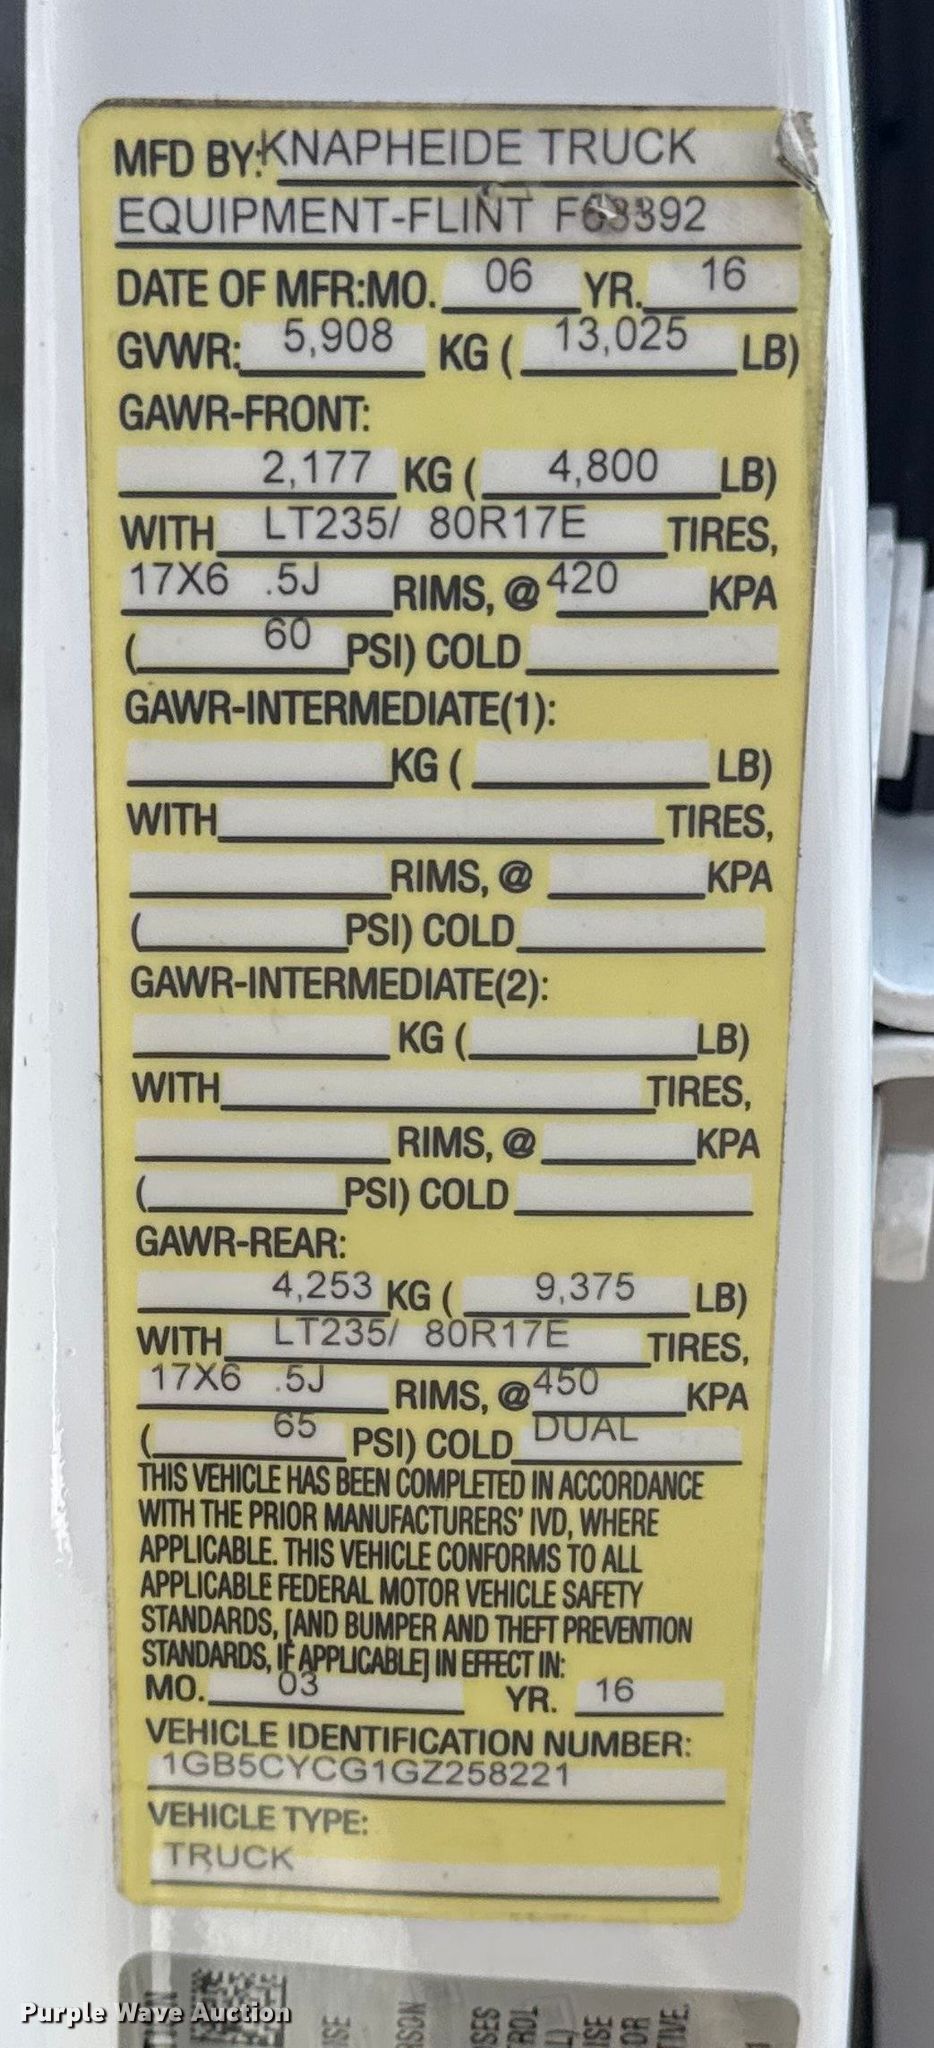 MFD BY: KNAPHEIDE TRUCK
EQUIPMENT-FLINT F63392
DATE OF MFR:MO. 06 YR. 16
GVWR: 5,908 KG ( 13,025 LB)
GAWR-FRONT:
2,177 KG ( 4,800 LB)
WITH LT235/ 80R17E TIRES,
17X6 .5J RIMS, @ 420 KPA
( 60 PSI) COLD
GAWR-INTERMEDIATE(1):
KG ( LB)
WITH TIRES,
RIMS, @ KPA
( PSI) COLD
GAWR-INTERMEDIATE(2):
KG ( LB)
WITH TIRES,
RIMS, @ KPA
( PSI) COLD
GAWR-REAR:
4,253 KG ( 9,375 LB)
WITH LT235/ 80R17E TIRES,
17X6 .5J RIMS, @ 450 KPA
( 65 PSI) COLD DUAL
THIS VEHICLE HAS BEEN COMPLETED IN ACCORDANCE
WITH THE PRIOR MANUFACTURERS' IVD, WHERE
APPLICABLE. THIS VEHICLE CONFORMS TO ALL
APPLICABLE FEDERAL MOTOR VEHICLE SAFETY
STANDARDS, [AND BUMPER AND THEFT PREVENTION
STANDARDS, IF APPLICABLE] IN EFFECT IN:
MO. 03 YR. 16
VEHICLE IDENTIFICATION NUMBER:
1GB5CYCG1GZ258221
VEHICLE TYPE:
TRUCK
Purple Wave Auction